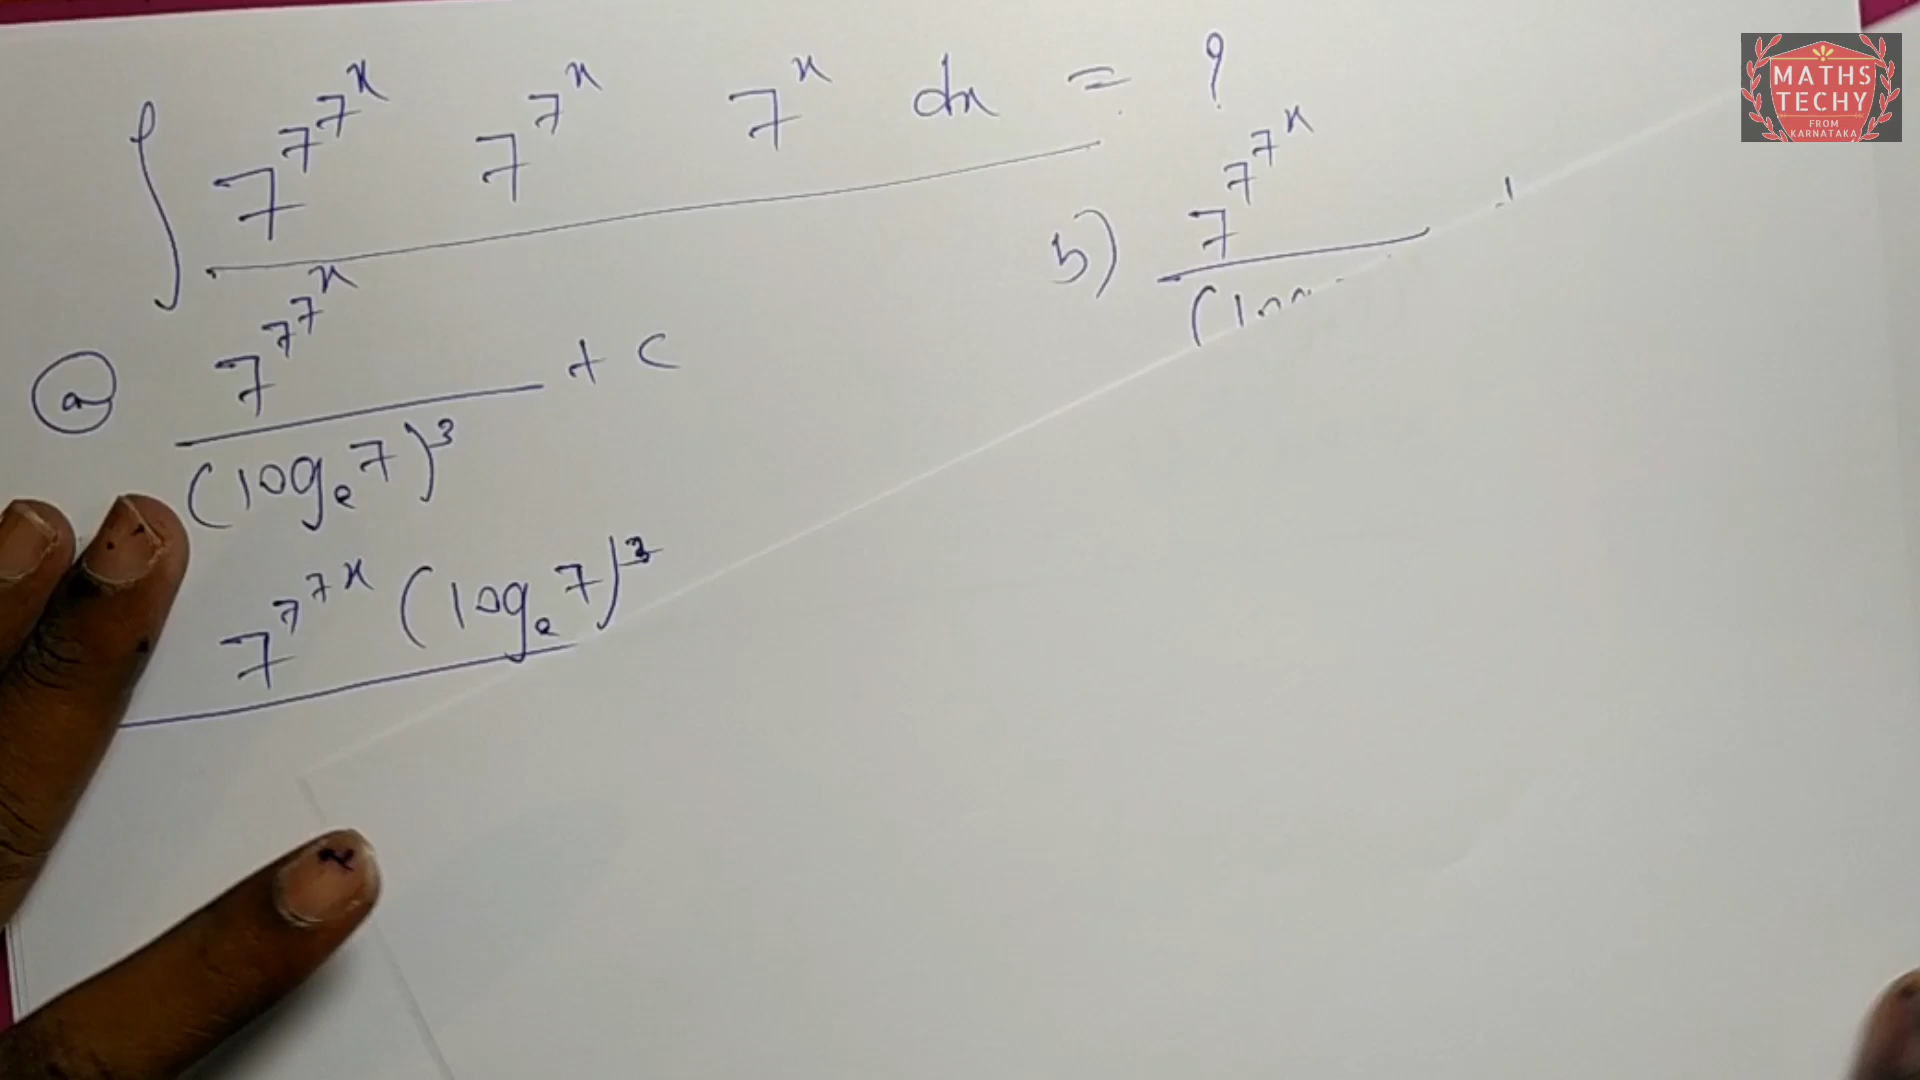 ∫ 7^7^7^x 7^7^x 7^x dx = ?
(a) 7^7^7^x / (log_e 7)^3 + c
b) 7^7^7^x / (
7^7^7x (log_e 7)^3
MATHS
TECHY
FROM
KARNATAKA